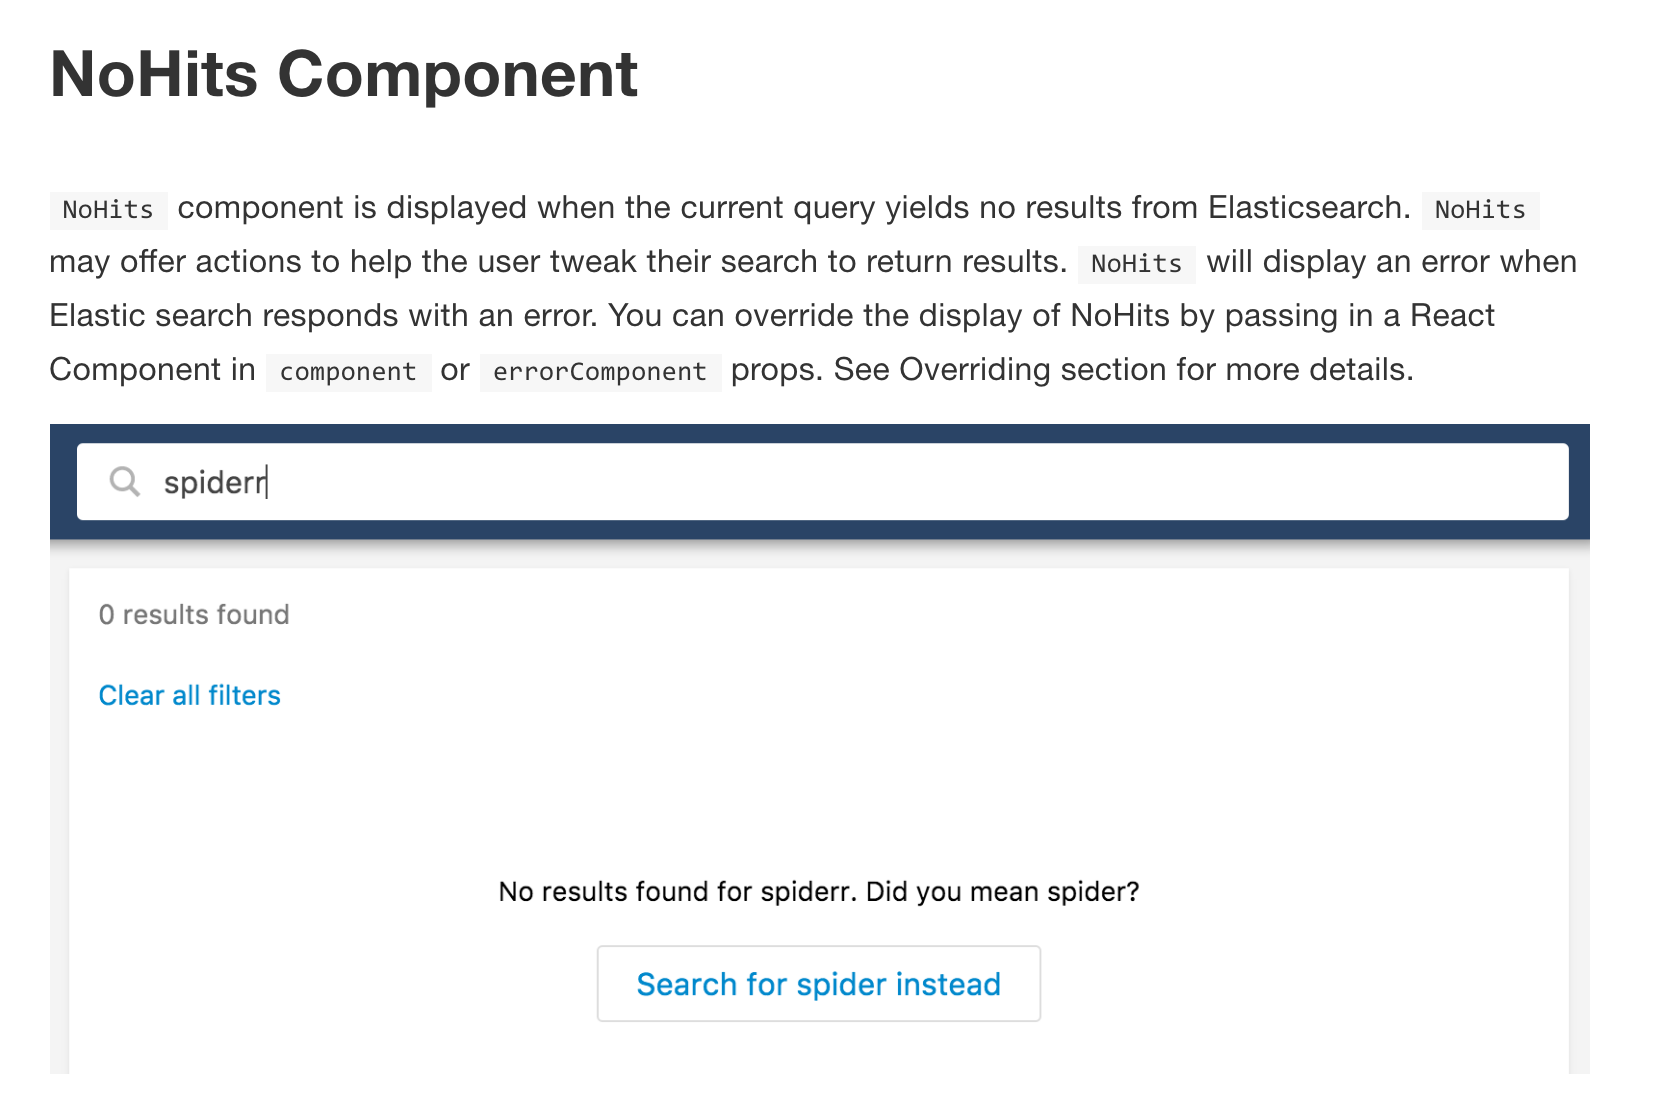 NoHits Component
NoHits component is displayed when the current query yields no results from Elasticsearch. NoHits
may offer actions to help the user tweak their search to return results. NoHits will display an error when
Elastic search responds with an error. You can override the display of NoHits by passing in a React
Component in component or errorComponent props. See Overriding section for more details.
spiderr
0 results found
Clear all filters
No results found for spiderr. Did you mean spider?
Search for spider instead